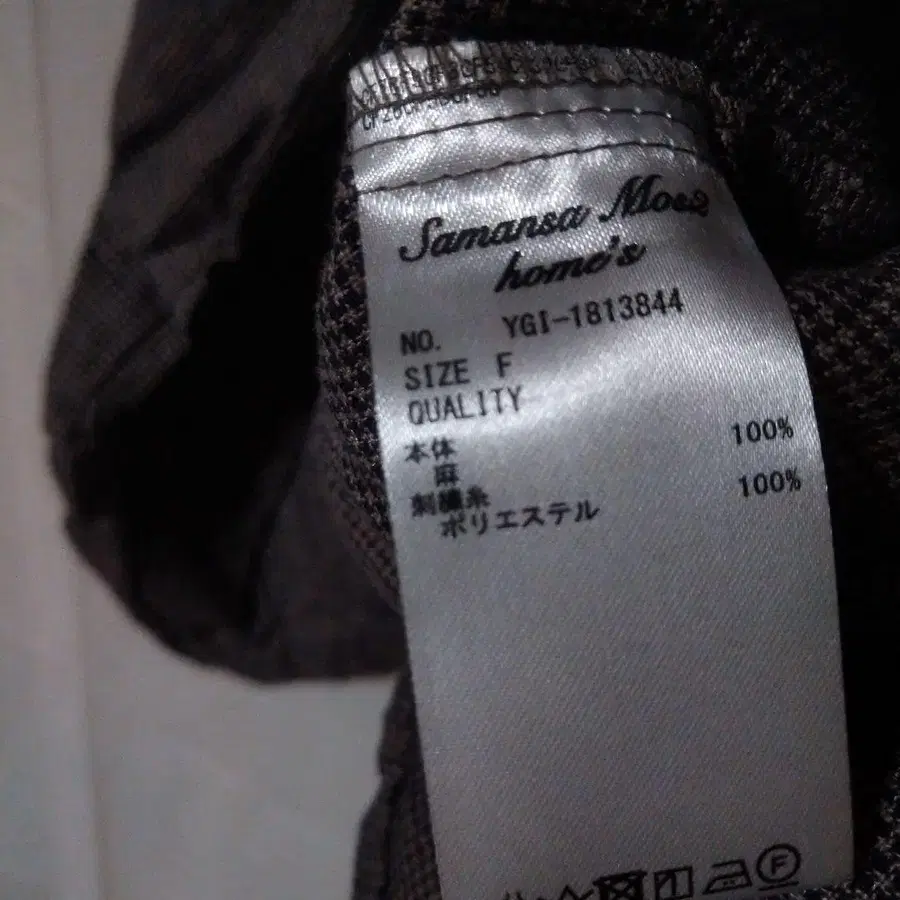 Samansa Mos2
home's
NO. YGI-1813844
SIZE F
QUALITY
本体 100%
麻
刺繍糸 100%
ポリエステル
F